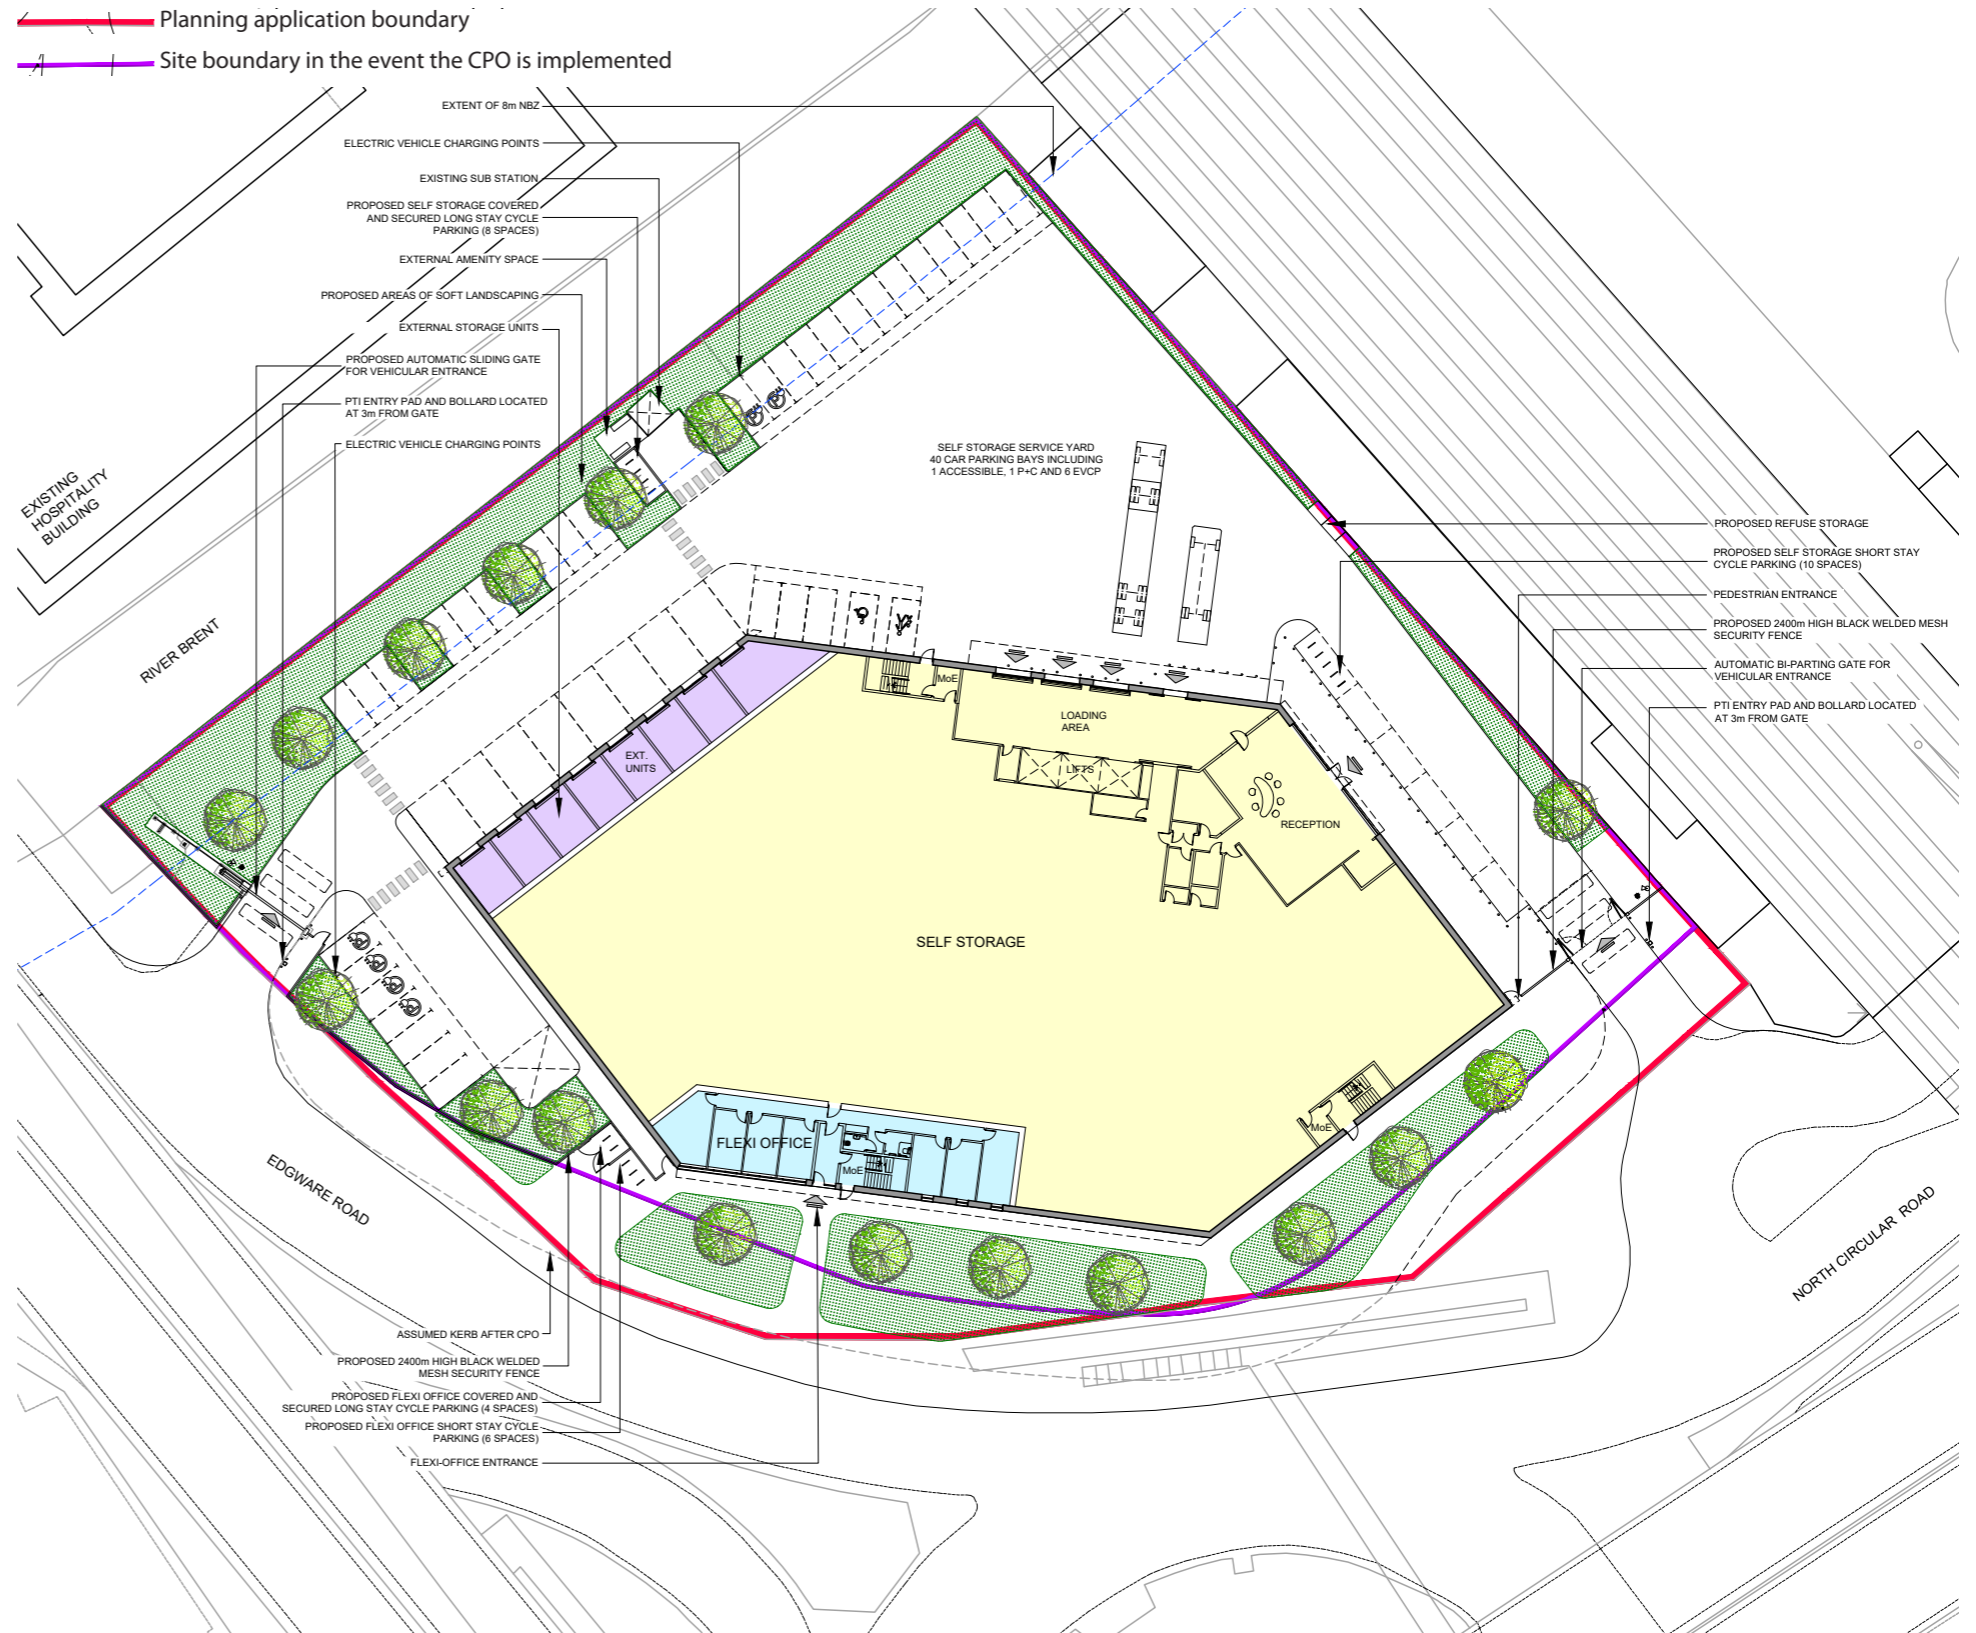 Planning application boundary
Site boundary in the event the CPO is implemented
EXTENT OF 8m NBZ
ELECTRIC VEHICLE CHARGING POINTS
EXISTING SUB STATION
PROPOSED SELF STORAGE COVERED
AND SECURED LONG STAY CYCLE
PARKING (8 SPACES)
EXTERNAL AMENITY SPACE
PROPOSED AREAS OF SOFT LANDSCAPING
EXTERNAL STORAGE UNITS
PROPOSED AUTOMATIC SLIDING GATE
FOR VEHICULAR ENTRANCE
PTI ENTRY PAD AND BOLLARD LOCATED
AT 3m FROM GATE
ELECTRIC VEHICLE CHARGING POINTS
EXISTING
HOSPITALITY
BUILDING
RIVER BRENT
SELF STORAGE SERVICE YARD
40 CAR PARKING BAYS INCLUDING
1 ACCESSIBLE, 1 P+C AND 6 EVCP
PROPOSED REFUSE STORAGE
PROPOSED SELF STORAGE SHORT STAY
CYCLE PARKING (10 SPACES)
PEDESTRIAN ENTRANCE
PROPOSED 2400m HIGH BLACK WELDED MESH
SECURITY FENCE
AUTOMATIC BI-PARTING GATE FOR
VEHICULAR ENTRANCE
PTI ENTRY PAD AND BOLLARD LOCATED
AT 3m FROM GATE
MoE
LOADING
AREA
EXT.
UNITS
LIFTS
RECEPTION
SELF STORAGE
FLEXI OFFICE
MoE
MoE
EDGWARE ROAD
NORTH CIRCULAR ROAD
ASSUMED KERB AFTER CPO
PROPOSED 2400m HIGH BLACK WELDED
MESH SECURITY FENCE
PROPOSED FLEXI OFFICE COVERED AND
SECURED LONG STAY CYCLE PARKING (4 SPACES)
PROPOSED FLEXI OFFICE SHORT STAY CYCLE
PARKING (6 SPACES)
FLEXI-OFFICE ENTRANCE